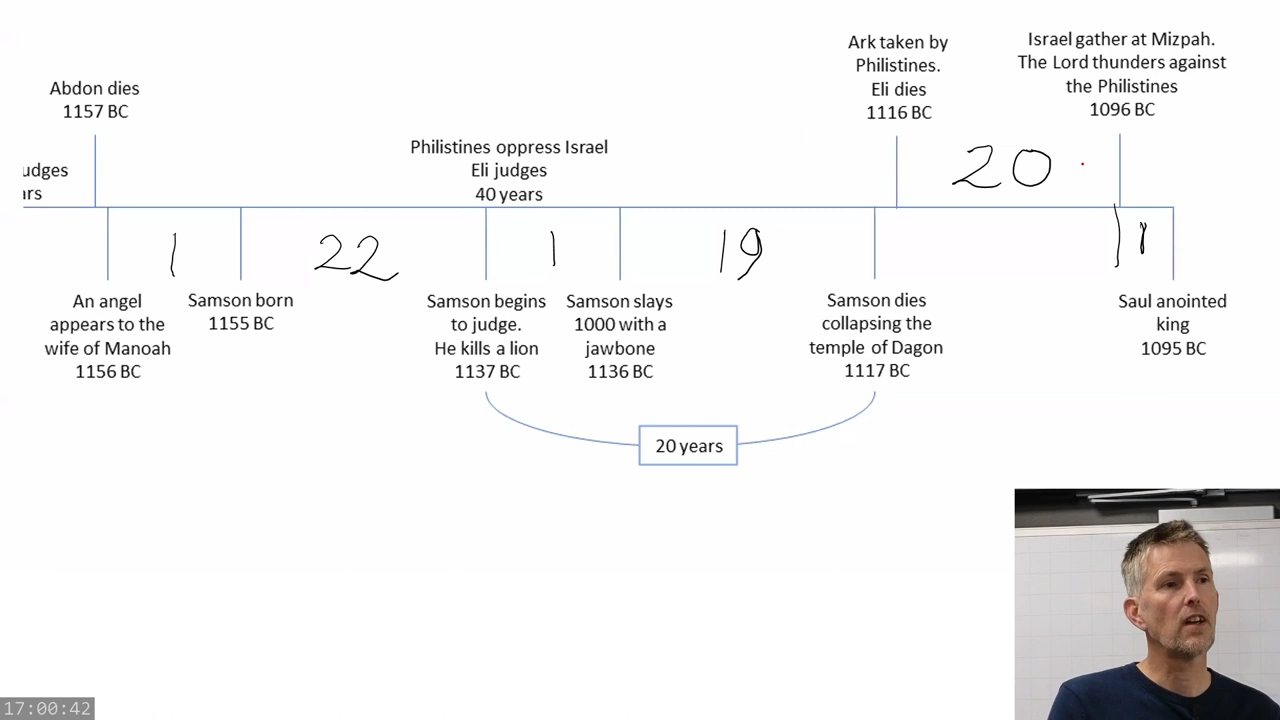 Abdon dies
1157 BC
Ark taken by
Philistines.
Eli dies
1116 BC
Israel gather at Mizpah.
The Lord thunders against
the Philistines
1096 BC
udges
Philistines oppress Israel
Eli judges
40 years
20
1
22
1
19
1
An angel
appears to the
wife of Manoah
1156 BC
Samson born
1155 BC
Samson begins
to judge.
He kills a lion
1137 BC
Samson slays
1000 with a
jawbone
1136 BC
Samson dies
collapsing the
temple of Dagon
1117 BC
Saul anointed
king
1095 BC
20 years
17:00:42